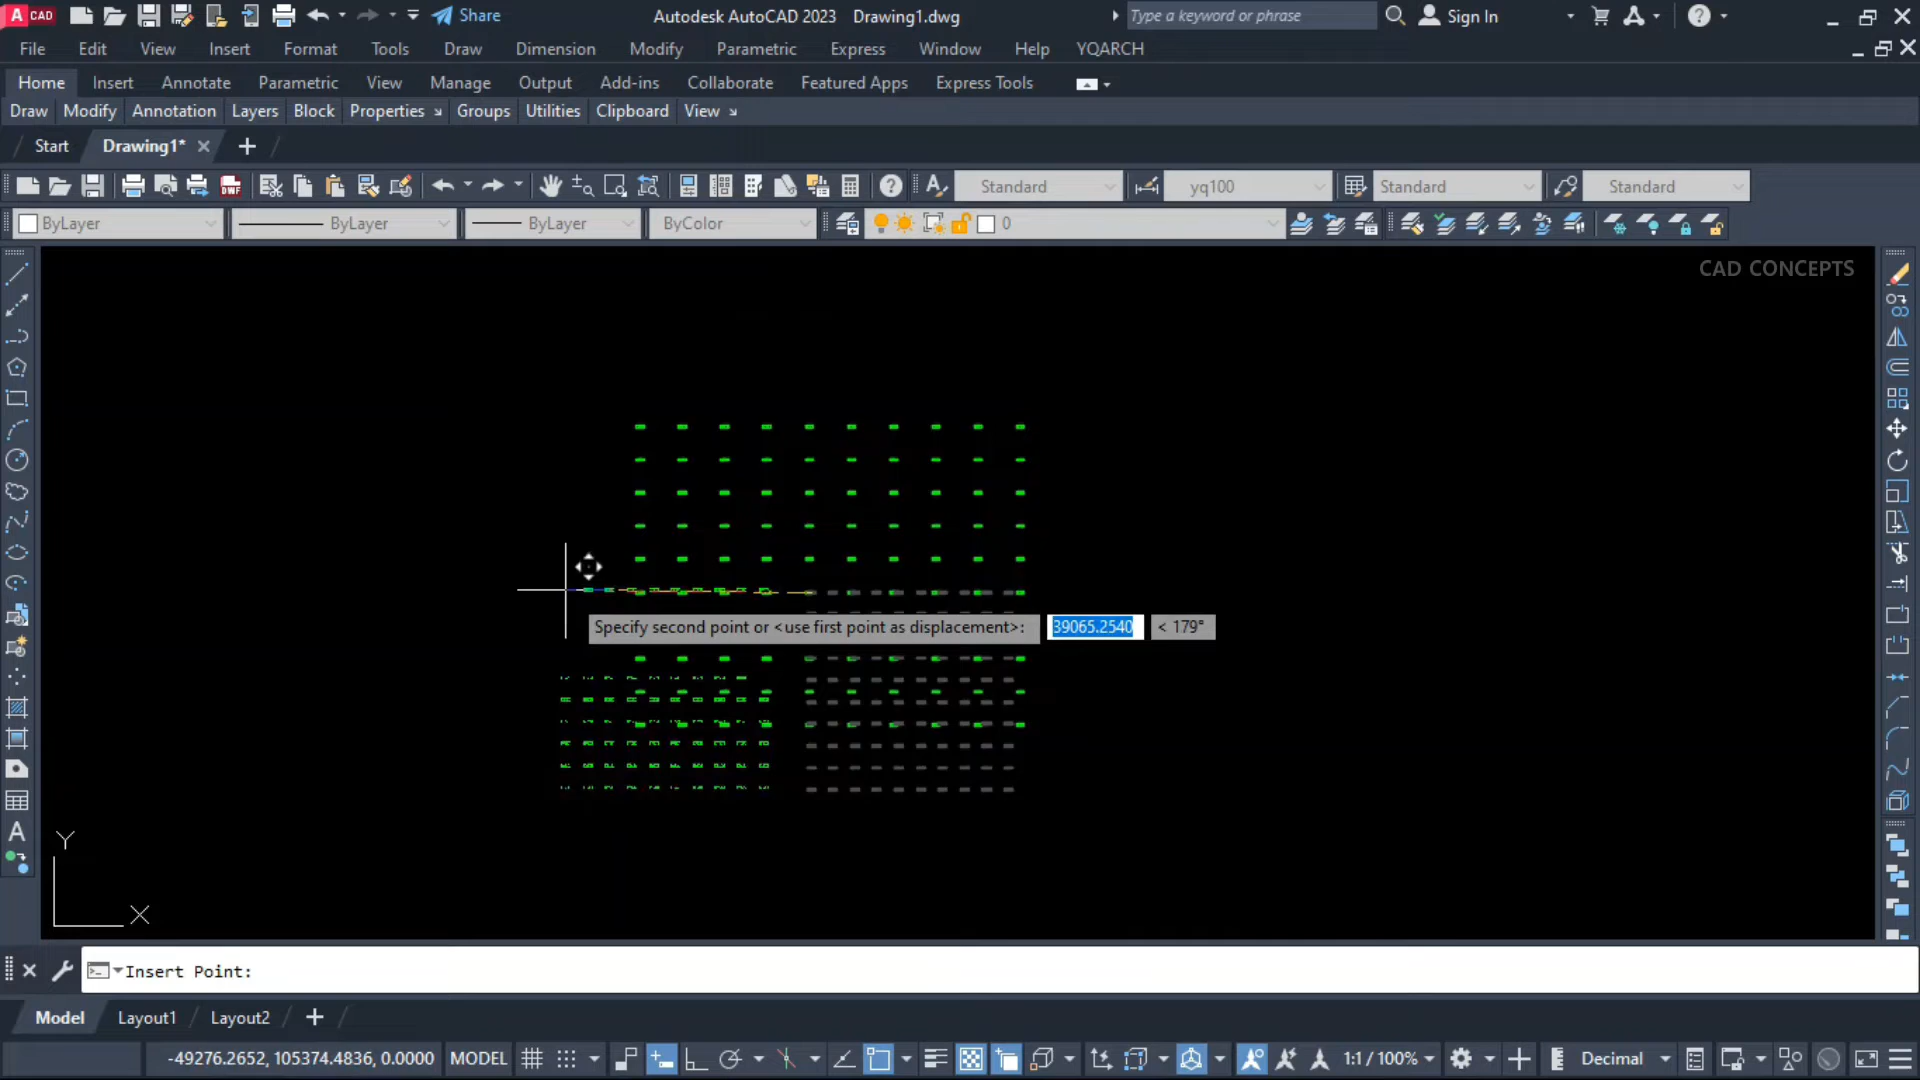 A CAD
Share
Autodesk AutoCAD 2023 Drawing1.dwg
Type a keyword or phrase
Sign In
File Edit View Insert Format Tools Draw Dimension Modify Parametric Express Window Help YQARCH
Home Insert Annotate Parametric View Manage Output Add-ins Collaborate Featured Apps Express Tools
Draw Modify Annotation Layers Block Properties Groups Utilities Clipboard View
Start Drawing1*
Standard yq100 Standard Standard
ByLayer ByLayer ByLayer ByColor 0
CAD CONCEPTS
Specify second point or <use first point as displacement>: 39065.2540 < 179°
Y
X
Insert Point:
Model Layout1 Layout2
-49276.2652, 105374.4836, 0.0000 MODEL 1:1 / 100% Decimal